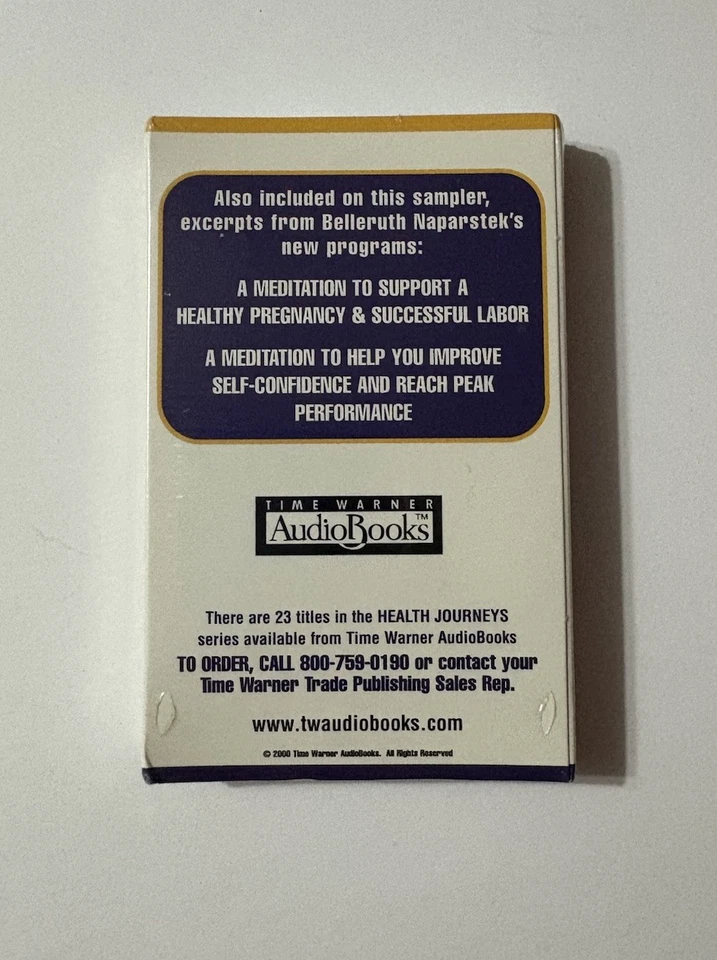 Also included on this sampler,
excerpts from Belleruth Naparstek's
new programs:
A MEDITATION TO SUPPORT A
HEALTHY PREGNANCY & SUCCESSFUL LABOR
A MEDITATION TO HELP YOU IMPROVE
SELF-CONFIDENCE AND REACH PEAK
PERFORMANCE
TIME WARNER
AudioBooks™
There are 23 titles in the HEALTH JOURNEYS
series available from Time Warner AudioBooks
TO ORDER, CALL 800-759-0190 or contact your
Time Warner Trade Publishing Sales Rep.
www.twaudiobooks.com
© 2000 Time Warner AudioBooks. All Rights Reserved